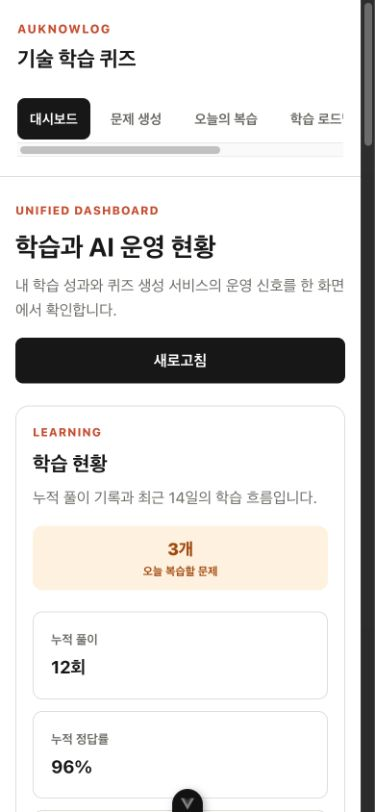 AUKNOWLOG
기술 학습 퀴즈
대시보드 문제 생성 오늘의 복습 학습 로드
UNIFIED DASHBOARD
학습과 AI 운영 현황
내 학습 성과와 퀴즈 생성 서비스의 운영 신호를 한 화면
에서 확인합니다.
새로고침
LEARNING
학습 현황
누적 풀이 기록과 최근 14일의 학습 흐름입니다.
3개
오늘 복습할 문제
누적 풀이
12회
누적 정답률
96%